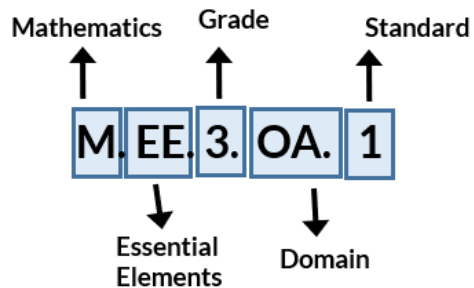 Mathematics
Grade
Standard
M. EE. 3. OA. 1
Essential
Elements
Domain